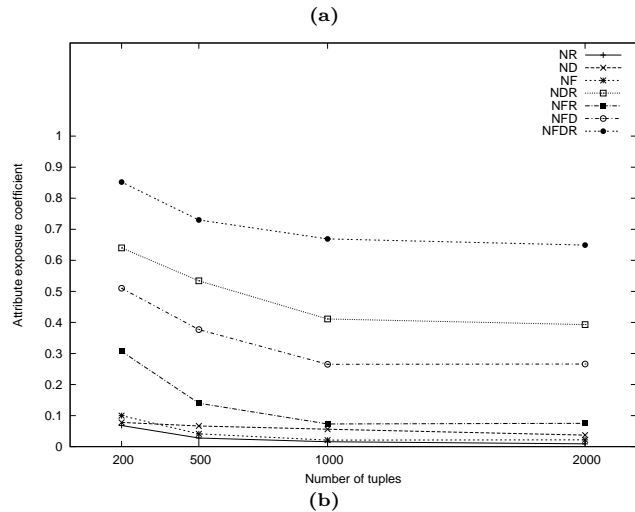 (a)
NR
ND
NF
NDR
NFR
NFD
NFDR
1
0.9
0.8
0.7
0.6
0.5
0.4
0.3
0.2
0.1
0
Attribute exposure coefficient
200 500 1000 2000
Number of tuples
(b)